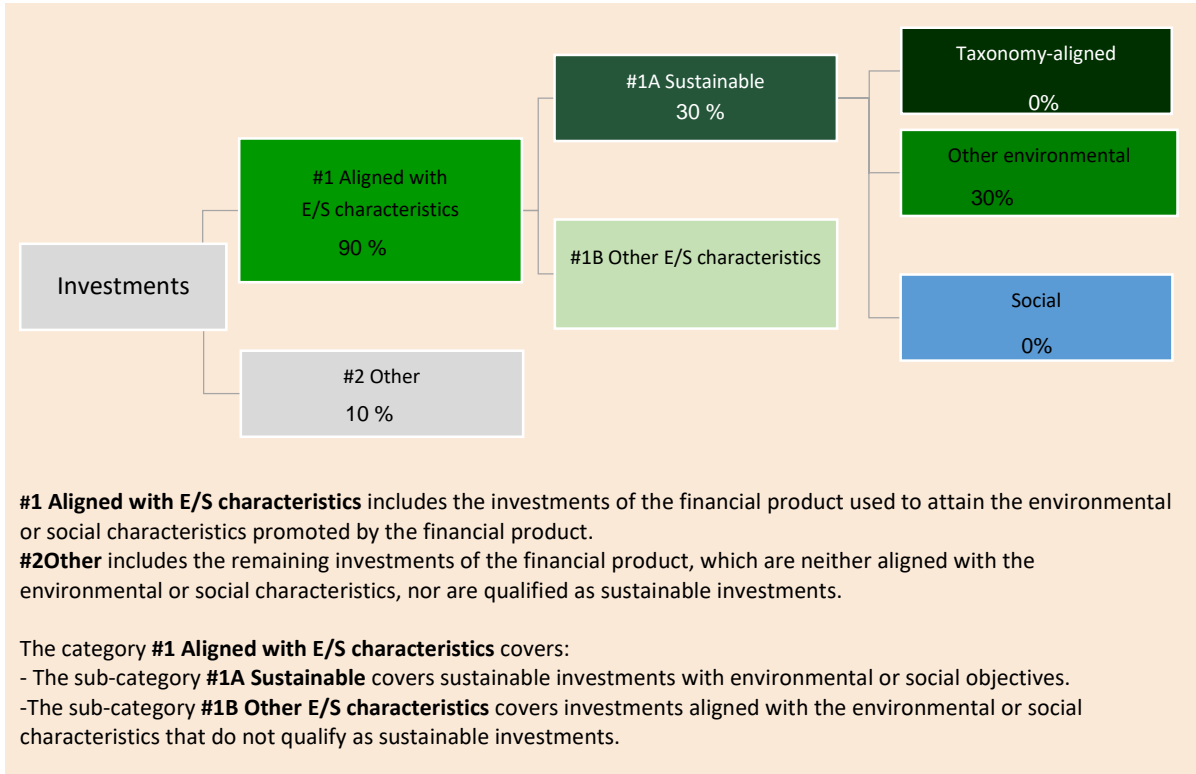 Investments
#1 Aligned with
E/S characteristics
90 %
#2 Other
10 %
#1A Sustainable
30 %
#1B Other E/S characteristics
Taxonomy-aligned
0%
Other environmental
30%
Social
0%
#1 Aligned with E/S characteristics includes the investments of the financial product used to attain the environmental
or social characteristics promoted by the financial product.
#2Other includes the remaining investments of the financial product, which are neither aligned with the
environmental or social characteristics, nor are qualified as sustainable investments.
The category #1 Aligned with E/S characteristics covers:
- The sub-category #1A Sustainable covers sustainable investments with environmental or social objectives.
-The sub-category #1B Other E/S characteristics covers investments aligned with the environmental or social
characteristics that do not qualify as sustainable investments.